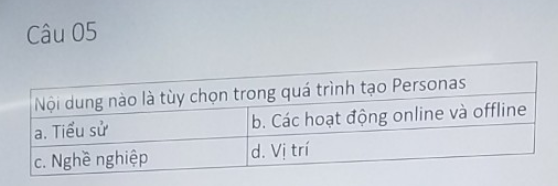 Câu 05
Nội dung nào là tùy chọn trong quá trình tạo Personas
a. Tiểu sử
b. Các hoạt động online và offline
c. Nghề nghiệp
d. Vị trí